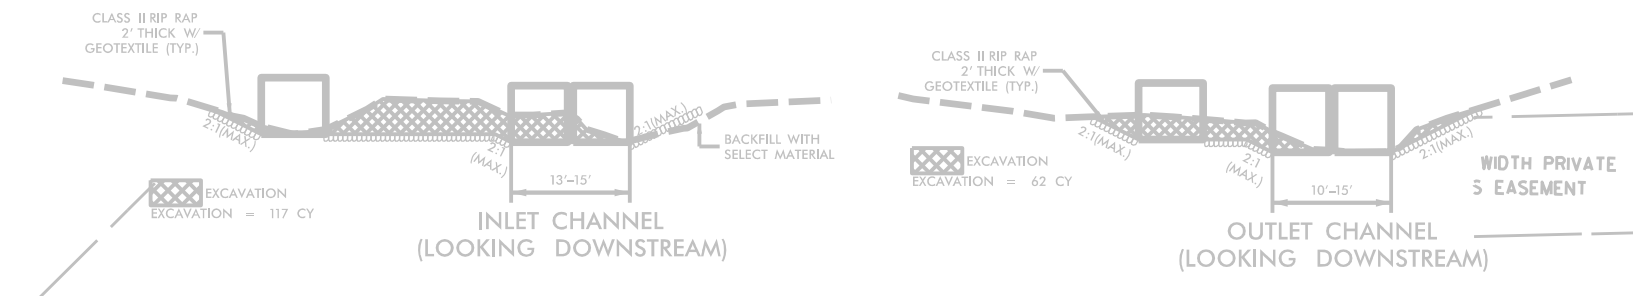 CLASS II RIP RAP
2' THICK W/
GEOTEXTILE (TYP.)
2:1(MAX.)
2:1
(MAX.)
2:1(MAX.)
BACKFILL WITH
SELECT MATERIAL
13'-15'
EXCAVATION
EXCAVATION = 117 CY
INLET CHANNEL
(LOOKING DOWNSTREAM)
CLASS II RIP RAP
2' THICK W/
GEOTEXTILE (TYP.)
2:1(MAX.)
2:1
(MAX.)
2:1(MAX.)
EXCAVATION
EXCAVATION = 62 CY
10'-15'
OUTLET CHANNEL
(LOOKING DOWNSTREAM)
WIDTH PRIVATE
S EASEMENT